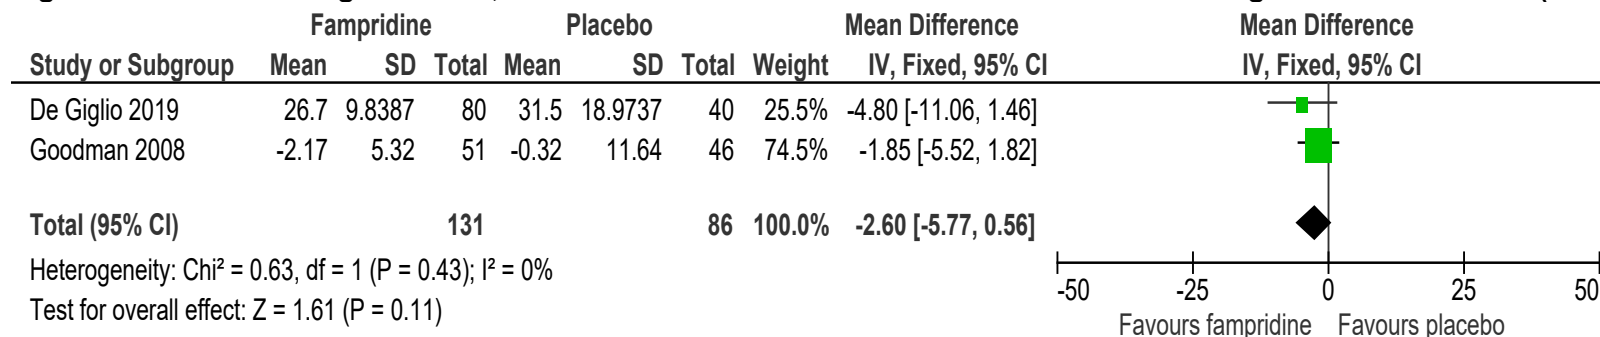 Fampridine Placebo Mean Difference Mean Difference
Study or Subgroup Mean SD Total Mean SD Total Weight IV, Fixed, 95% CI IV, Fixed, 95% CI
De Giglio 2019 26.7 9.8387 80 31.5 18.9737 40 25.5% -4.80 [-11.06, 1.46]
Goodman 2008 -2.17 5.32 51 -0.32 11.64 46 74.5% -1.85 [-5.52, 1.82]
Total (95% CI) 131 86 100.0% -2.60 [-5.77, 0.56]
Heterogeneity: Chi² = 0.63, df = 1 (P = 0.43); I² = 0%
Test for overall effect: Z = 1.61 (P = 0.11)
-50 -25 0 25 50
Favours fampridine Favours placebo